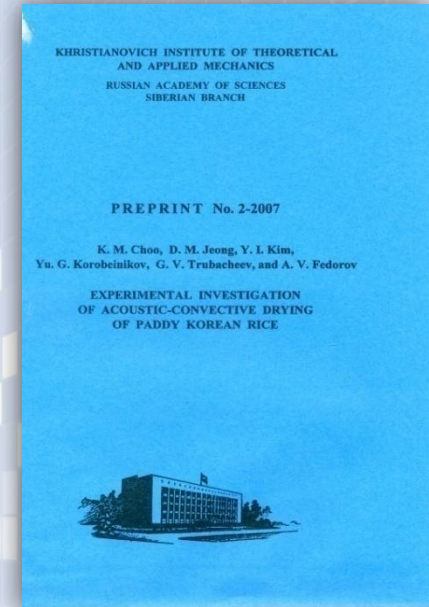 KHRISTIANOVICH INSTITUTE OF THEORETICAL
AND APPLIED MECHANICS
RUSSIAN ACADEMY OF SCIENCES
SIBERIAN BRANCH
PREPRINT No. 2-2007
K. M. Choo, D. M. Jeong, Y. I. Kim,
Yu. G. Korobeinikov, G. V. Trubacheev, and A. V. Fedorov
EXPERIMENTAL INVESTIGATION
OF ACOUSTIC-CONVECTIVE DRYING
OF PADDY KOREAN RICE